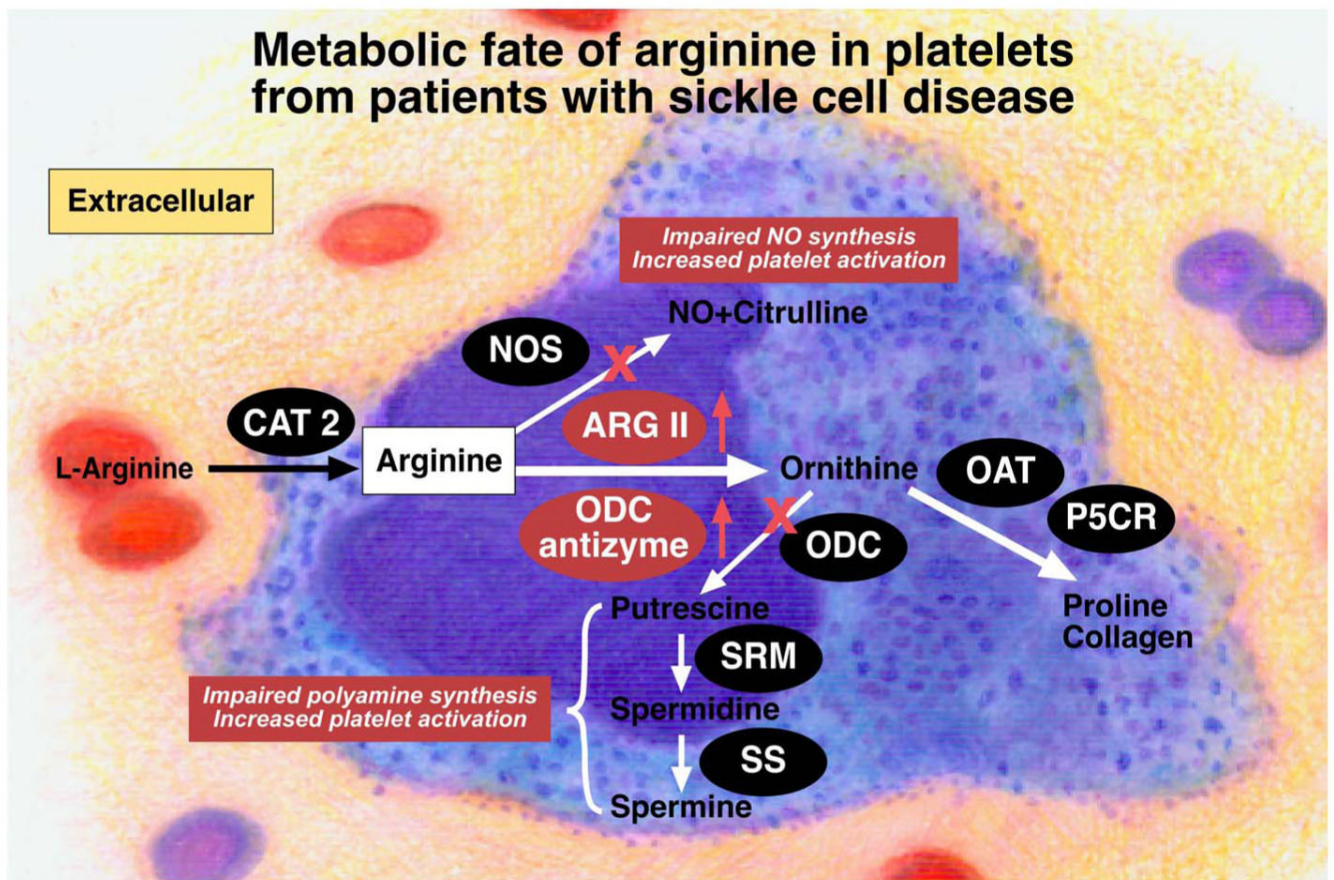 Metabolic fate of arginine in platelets
from patients with sickle cell disease
Extracellular
Impaired NO synthesis
Increased platelet activation
NO+Citrulline
NOS
X
CAT 2
ARG II
L-Arginine
Arginine
Ornithine
OAT
P5CR
ODC
antizyme
X
ODC
Putrescine
Proline
Collagen
SRM
Impaired polyamine synthesis
Increased platelet activation
Spermidine
SS
Spermine